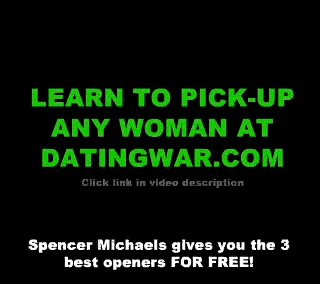 LEARN TO PICK-UP
ANY WOMAN AT
DATINGWAR.COM
Click link in video description
Spencer Michaels gives you the 3
best openers FOR FREE!